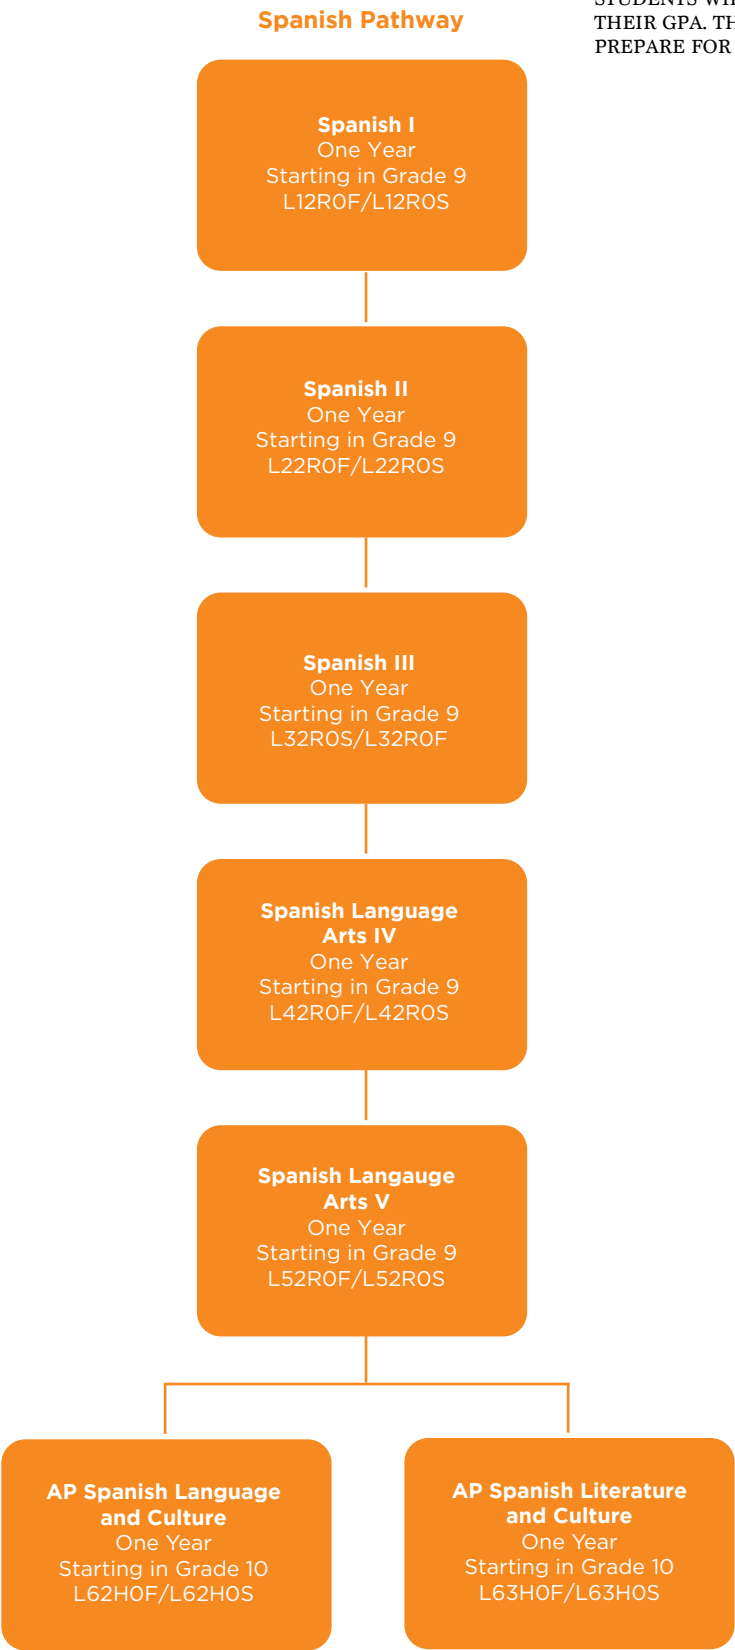 Spanish Pathway
THEIR GPA. TH
PREPARE FOR
Spanish I
One Year
Starting in Grade 9
L12R0F/L12R0S
Spanish II
One Year
Starting in Grade 9
L22R0F/L22R0S
Spanish III
One Year
Starting in Grade 9
L32R0S/L32R0F
Spanish Language
Arts IV
One Year
Starting in Grade 9
L42R0F/L42R0S
Spanish Langauge
Arts V
One Year
Starting in Grade 9
L52R0F/L52R0S
AP Spanish Language
and Culture
One Year
Starting in Grade 10
L62H0F/L62H0S
AP Spanish Literature
and Culture
One Year
Starting in Grade 10
L63H0F/L63H0S